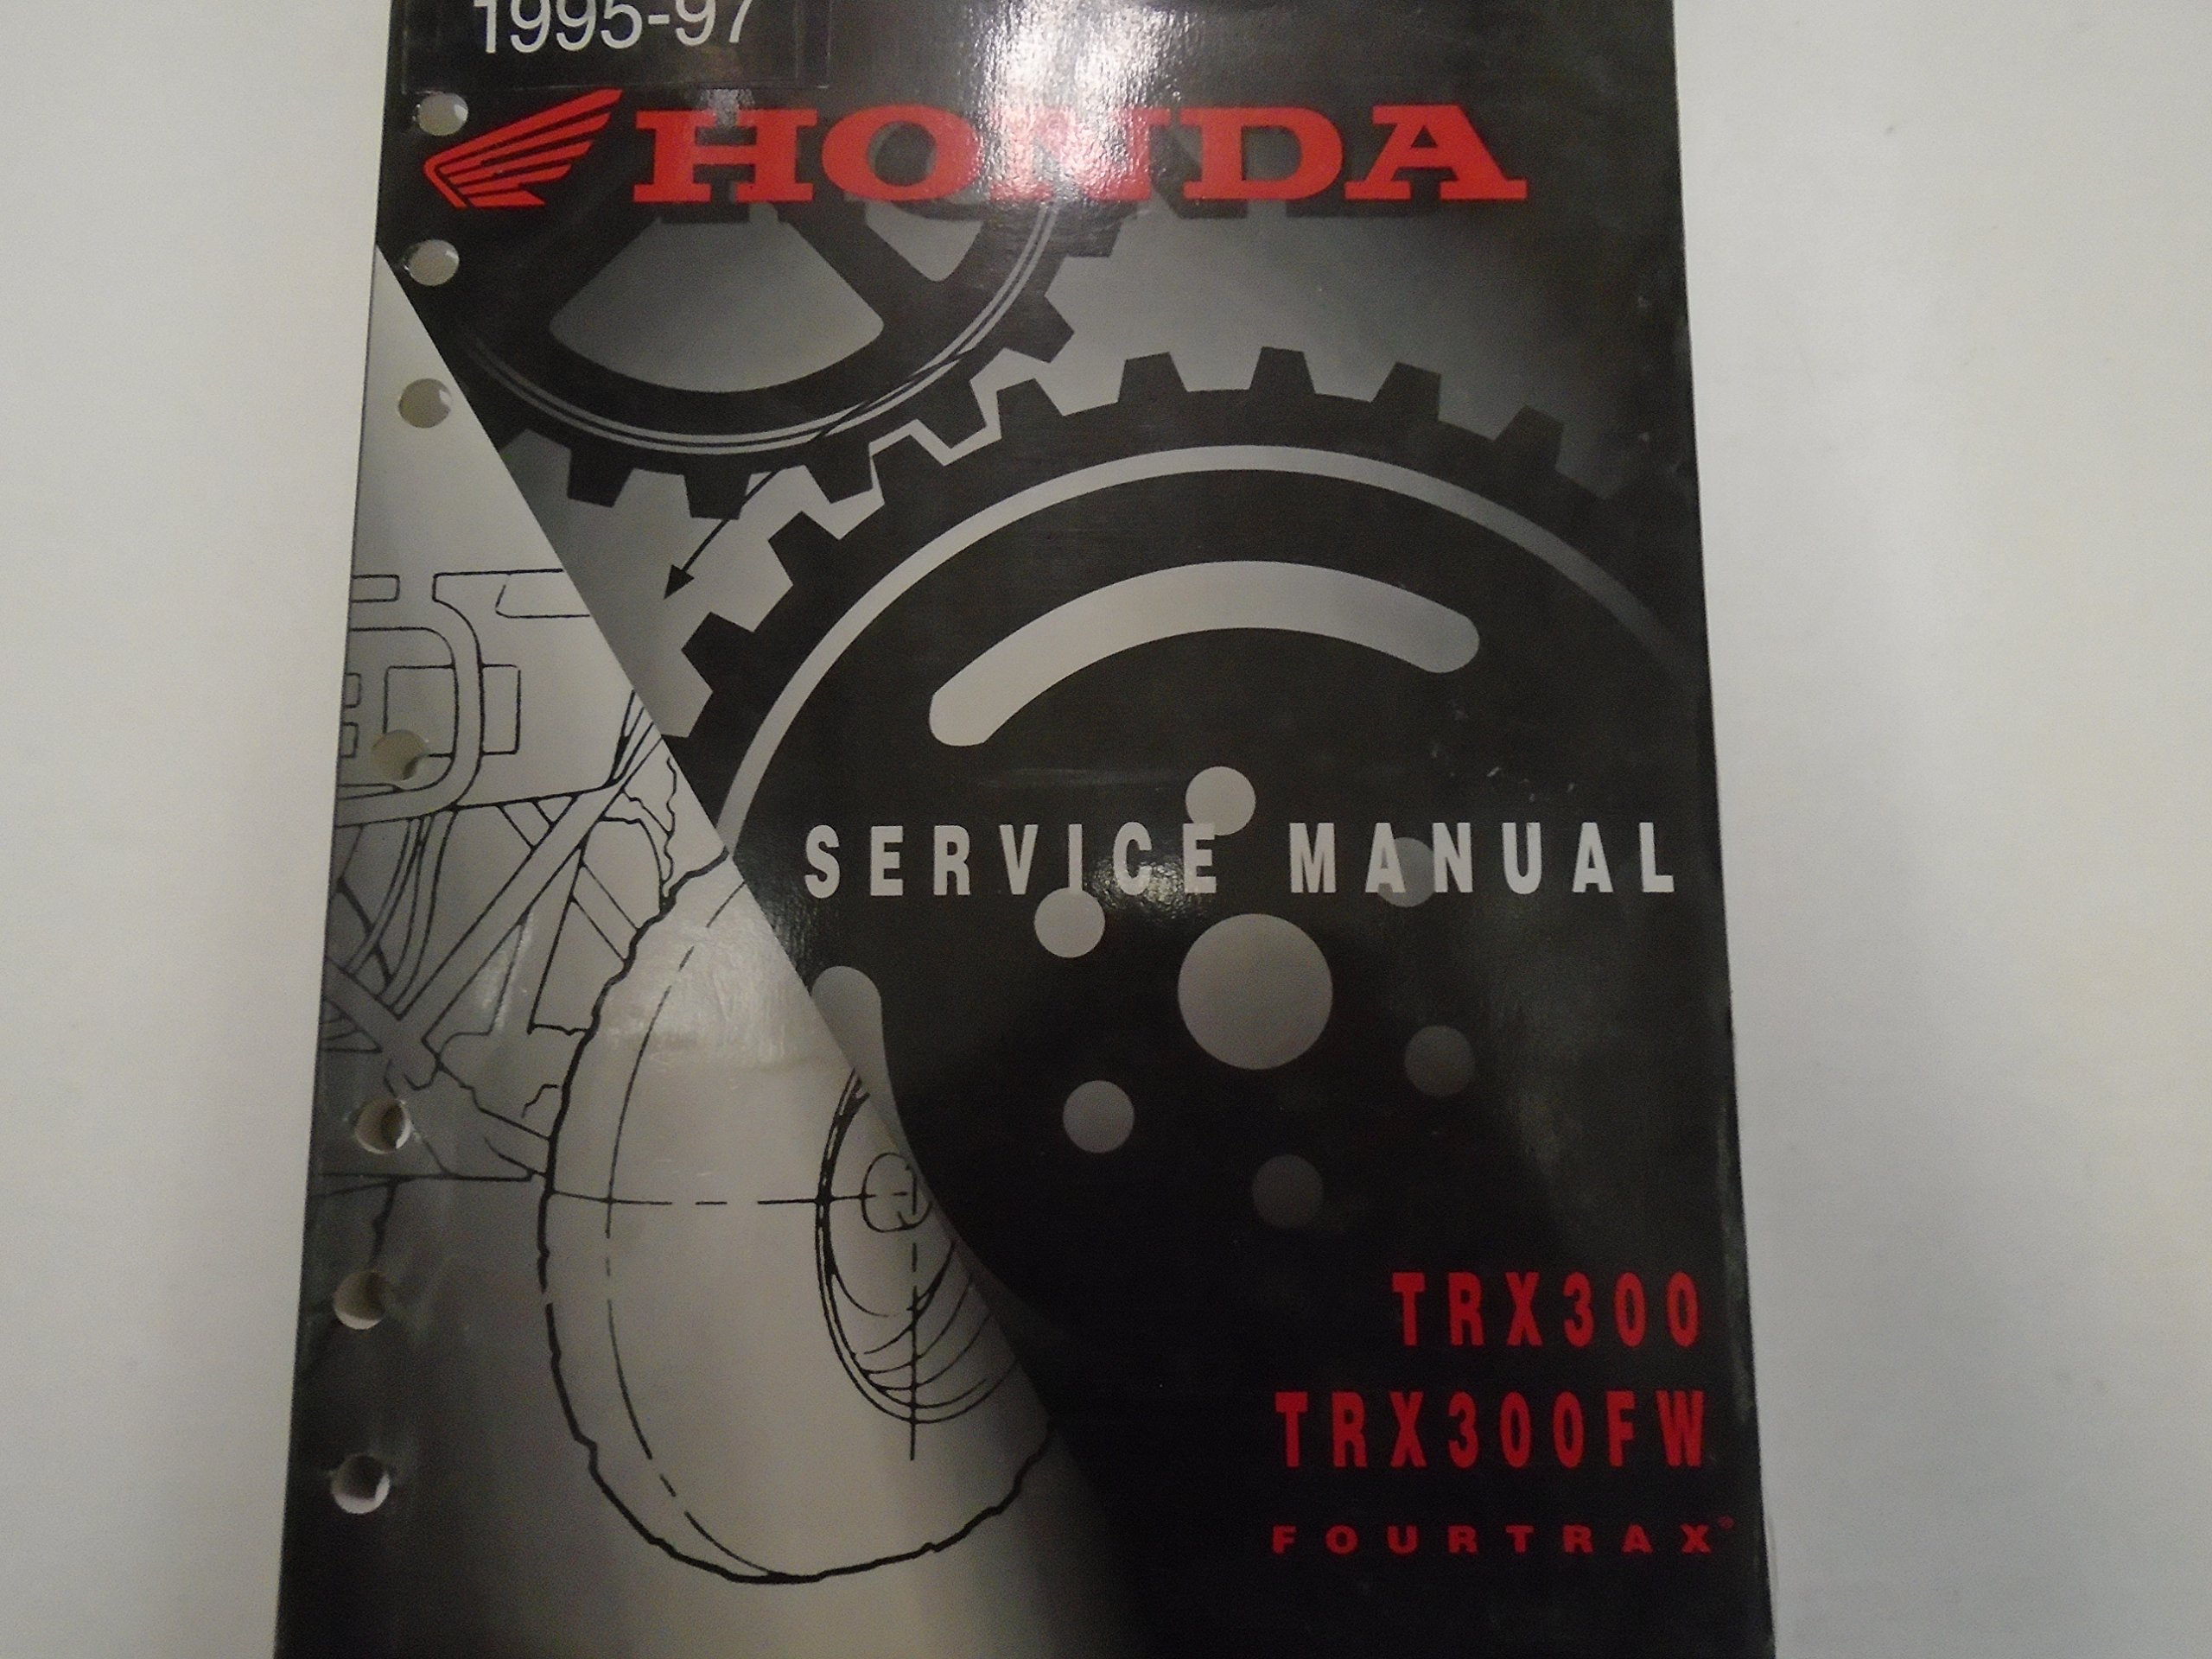 1995-97
HONDA
SERVICE MANUAL
TRX300
TRX300FW
FOURTRAX®